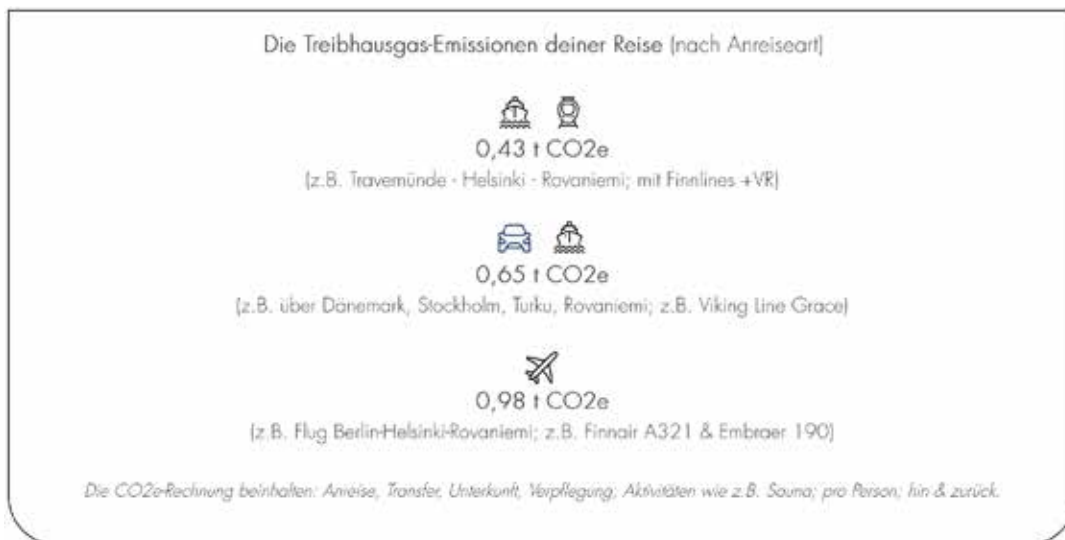 Die Treibhausgas-Emissionen deiner Reise (nach Anreiseart)
0,43 t CO2e
(z.B. Travemünde - Helsinki - Rovaniemi; mit Finnlines +VR)
0,65 t CO2e
(z.B. über Dänemark, Stockholm, Turku, Rovaniemi; z.B. Viking Line Grace)
0,98 t CO2e
(z.B. Flug Berlin-Helsinki-Rovaniemi; z.B. Finnair A321 & Embraer 190)
Die CO2e-Rechnung beinhalten: Anreise, Transfer, Unterkunft, Verpflegung; Aktivitäten wie z.B. Sauna; pro Person; hin & zurück.